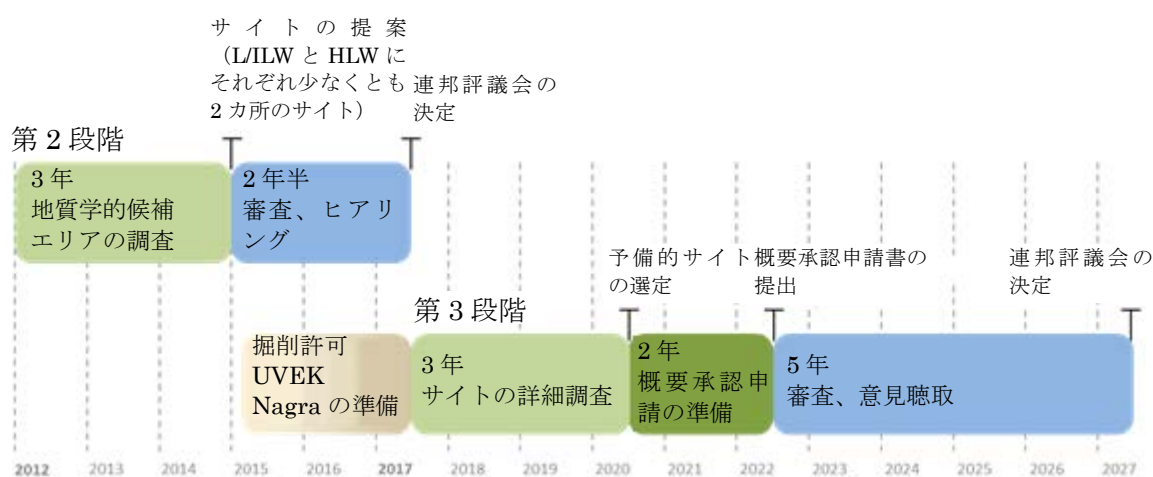 サイトの提案
（L/ILW と HLW に
それぞれ少なくとも
2 カ所のサイト）
連邦評議会の
決定
第 2 段階
3 年
地質学的候補
エリアの調査
2 年半
審査、ヒアリ
ング
予備的サイト
の選定
概要承認申請書の
提出
連邦評議会の
決定
第 3 段階
掘削許可
UVEK
Nagra の準備
3 年
サイトの詳細調査
2 年
概要承認申
請の準備
5 年
審査、意見聴取
2012 2013 2014 2015 2016 2017 2018 2019 2020 2021 2022 2023 2024 2025 2026 2027